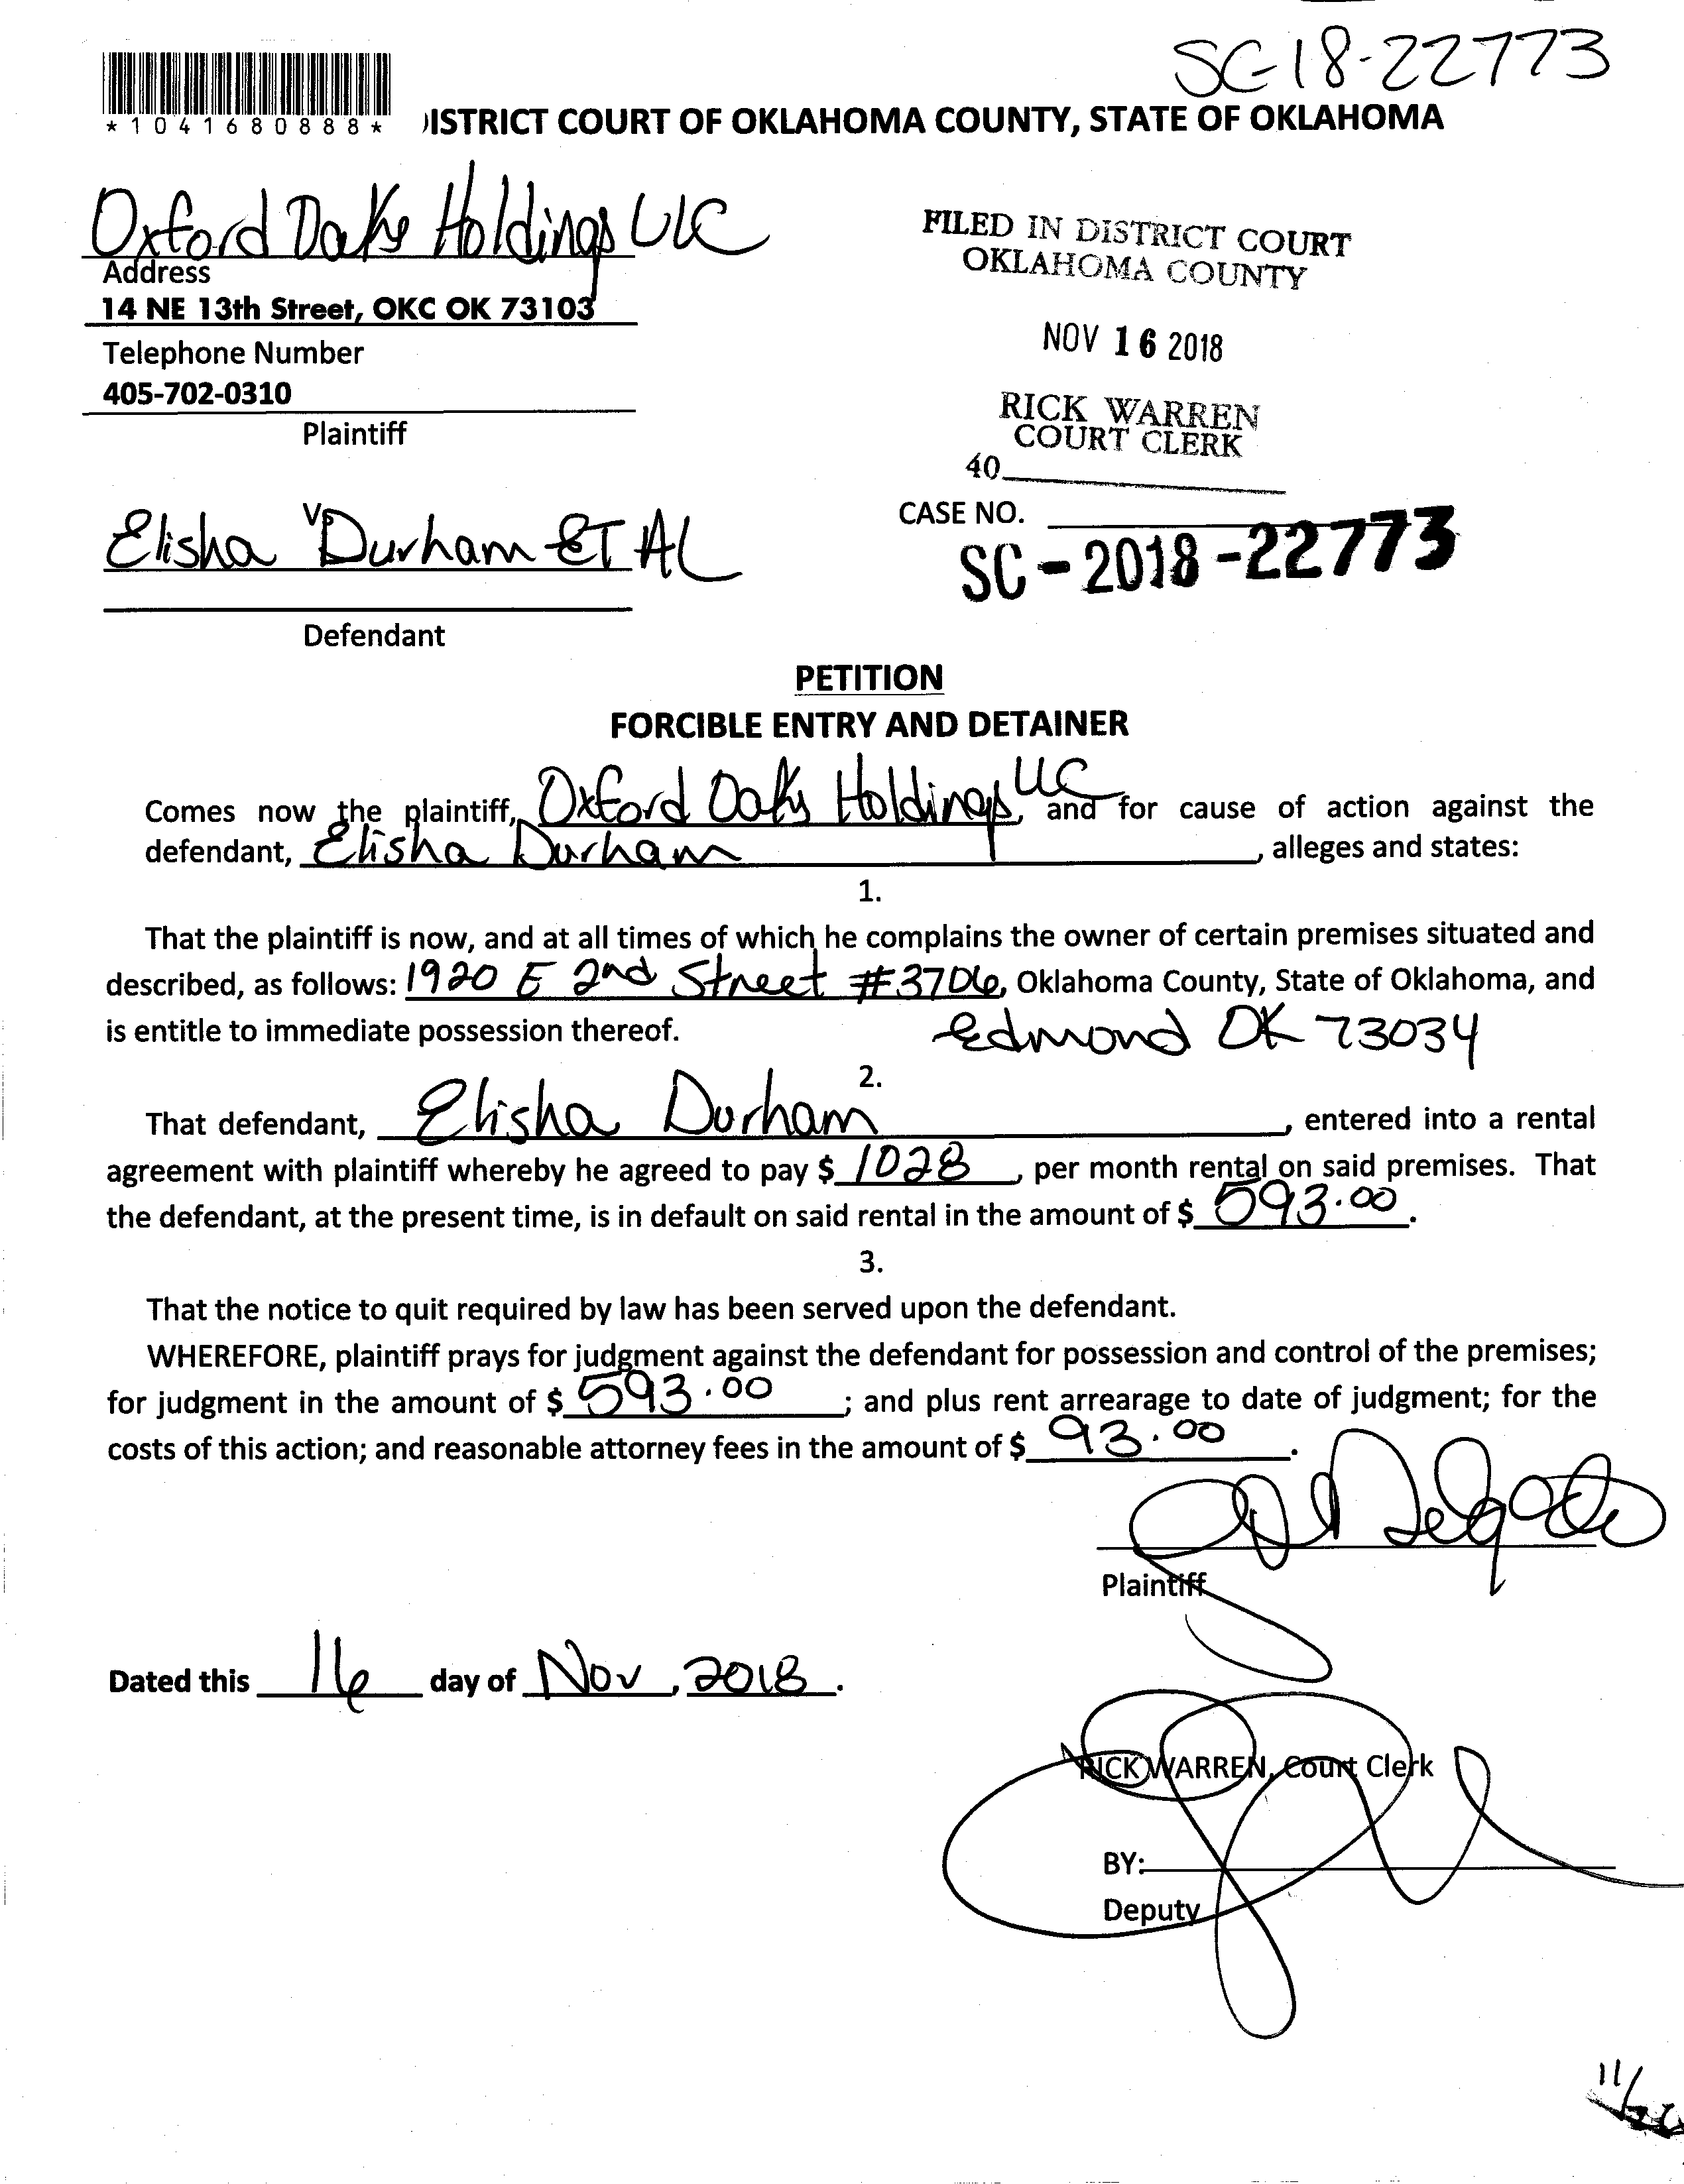 SC-18-22773
*1041680888*
ISTRICT COURT OF OKLAHOMA COUNTY, STATE OF OKLAHOMA
Oxford Oaks Holdings LLC
Address
14 NE 13th Street, OKC OK 73103
Telephone Number
405-702-0310
Plaintiff
FILED IN DISTRICT COURT
OKLAHOMA COUNTY
NOV 16 2018
RICK WARREN
COURT CLERK
40
Vs
Elisha Durham ET AL
Defendant
CASE NO.
SC-2018-22773
PETITION
FORCIBLE ENTRY AND DETAINER
Comes now the plaintiff, Oxford Oaks Holdings, LLC and for cause of action against the
defendant, Elisha Durham, alleges and states:
1.
That the plaintiff is now, and at all times of which he complains the owner of certain premises situated and
described, as follows: 1920 E 2nd Street #3706, Oklahoma County, State of Oklahoma, and
is entitle to immediate possession thereof. Edmond OK 73034
2.
That defendant, Elisha Durham, entered into a rental
agreement with plaintiff whereby he agreed to pay $ 1028, per month rental on said premises. That
the defendant, at the present time, is in default on said rental in the amount of $ 593.00.
3.
That the notice to quit required by law has been served upon the defendant.
WHEREFORE, plaintiff prays for judgment against the defendant for possession and control of the premises;
for judgment in the amount of $ 593.00; and plus rent arrearage to date of judgment; for the
costs of this action; and reasonable attorney fees in the amount of $ 93.00.
Delgado
Plaintiff
Dated this 16 day of Nov, 2018.
RICK WARREN, Court Clerk
BY:
Deputy